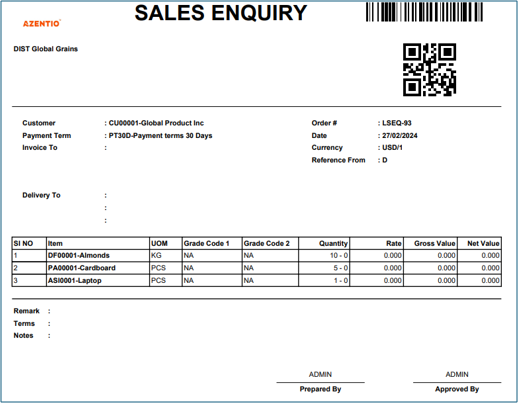 SALES ENQUIRY
AZENTIO
DIST Global Grains
Customer : CU00001-Global Product Inc Order # : LSEQ-93
Payment Term : PT30D-Payment terms 30 Days Date : 27/02/2024
Invoice To : Currency : USD/1
Reference From : D
Delivery To :
:
:
SI NO Item UOM Grade Code 1 Grade Code 2 Quantity Rate Gross Value Net Value
1 DF00001-Almonds KG NA NA 10 - 0 0.000 0.000 0.000
2 PA00001-Cardboard PCS NA NA 5 - 0 0.000 0.000 0.000
3 ASI0001-Laptop PCS NA NA 1 - 0 0.000 0.000 0.000
Remark :
Terms :
Notes :
ADMIN ADMIN
Prepared By Approved By